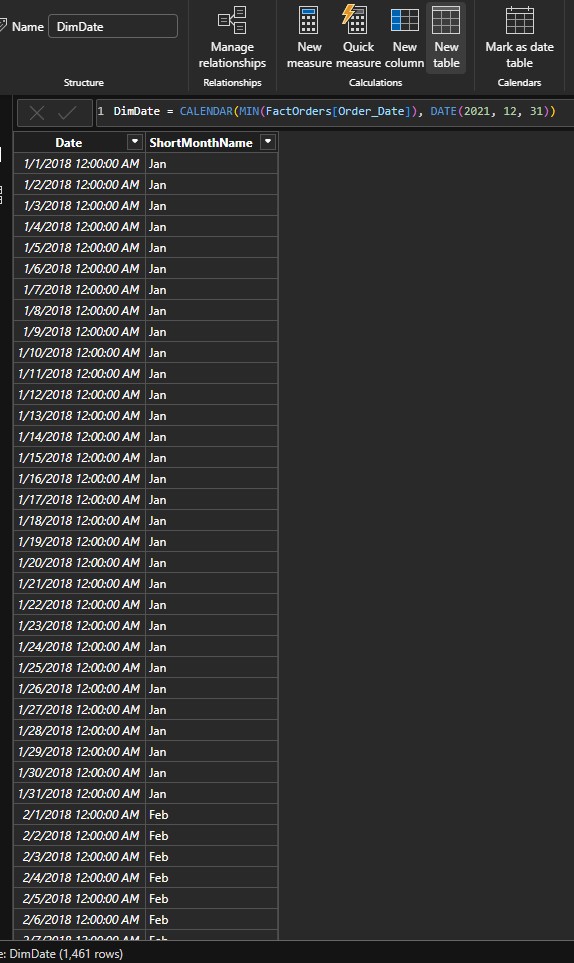 Name DimDate
Manage relationships
New measure
Quick measure
New column
New table
Mark as date table
Structure
Relationships
Calculations
Calendars
1 DimDate = CALENDAR(MIN(FactOrders[Order_Date]), DATE(2021, 12, 31))
Date ShortMonthName
1/1/2018 12:00:00 AM Jan
1/2/2018 12:00:00 AM Jan
1/3/2018 12:00:00 AM Jan
1/4/2018 12:00:00 AM Jan
1/5/2018 12:00:00 AM Jan
1/6/2018 12:00:00 AM Jan
1/7/2018 12:00:00 AM Jan
1/8/2018 12:00:00 AM Jan
1/9/2018 12:00:00 AM Jan
1/10/2018 12:00:00 AM Jan
1/11/2018 12:00:00 AM Jan
1/12/2018 12:00:00 AM Jan
1/13/2018 12:00:00 AM Jan
1/14/2018 12:00:00 AM Jan
1/15/2018 12:00:00 AM Jan
1/16/2018 12:00:00 AM Jan
1/17/2018 12:00:00 AM Jan
1/18/2018 12:00:00 AM Jan
1/19/2018 12:00:00 AM Jan
1/20/2018 12:00:00 AM Jan
1/21/2018 12:00:00 AM Jan
1/22/2018 12:00:00 AM Jan
1/23/2018 12:00:00 AM Jan
1/24/2018 12:00:00 AM Jan
1/25/2018 12:00:00 AM Jan
1/26/2018 12:00:00 AM Jan
1/27/2018 12:00:00 AM Jan
1/28/2018 12:00:00 AM Jan
1/29/2018 12:00:00 AM Jan
1/30/2018 12:00:00 AM Jan
1/31/2018 12:00:00 AM Jan
2/1/2018 12:00:00 AM Feb
2/2/2018 12:00:00 AM Feb
2/3/2018 12:00:00 AM Feb
2/4/2018 12:00:00 AM Feb
2/5/2018 12:00:00 AM Feb
2/6/2018 12:00:00 AM Feb
2/7/2018 12:00:00 AM Feb
e: DimDate (1,461 rows)